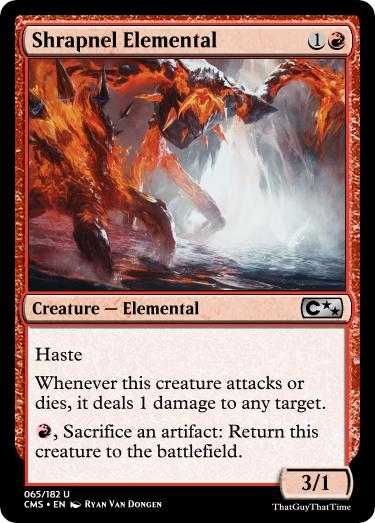 Shrapnel Elemental 1
Creature — Elemental C
Haste
Whenever this creature attacks or
dies, it deals 1 damage to any target.
, Sacrifice an artifact: Return this
creature to the battlefield.
3/1
065/182 U
CMS • EN Ryan Van Dongen
ThatGuyThatTime